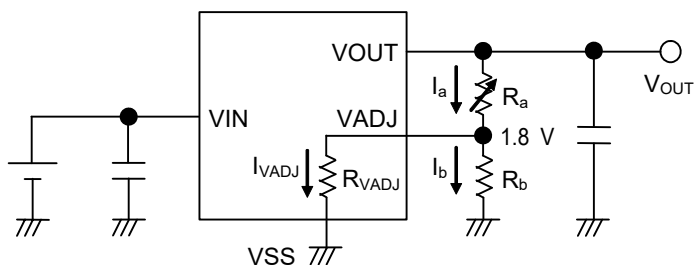 VOUT
Ia
Ra
VOUT
VIN
VADJ
1.8 V
IVADJ
RVADJ
Ib
Rb
VSS